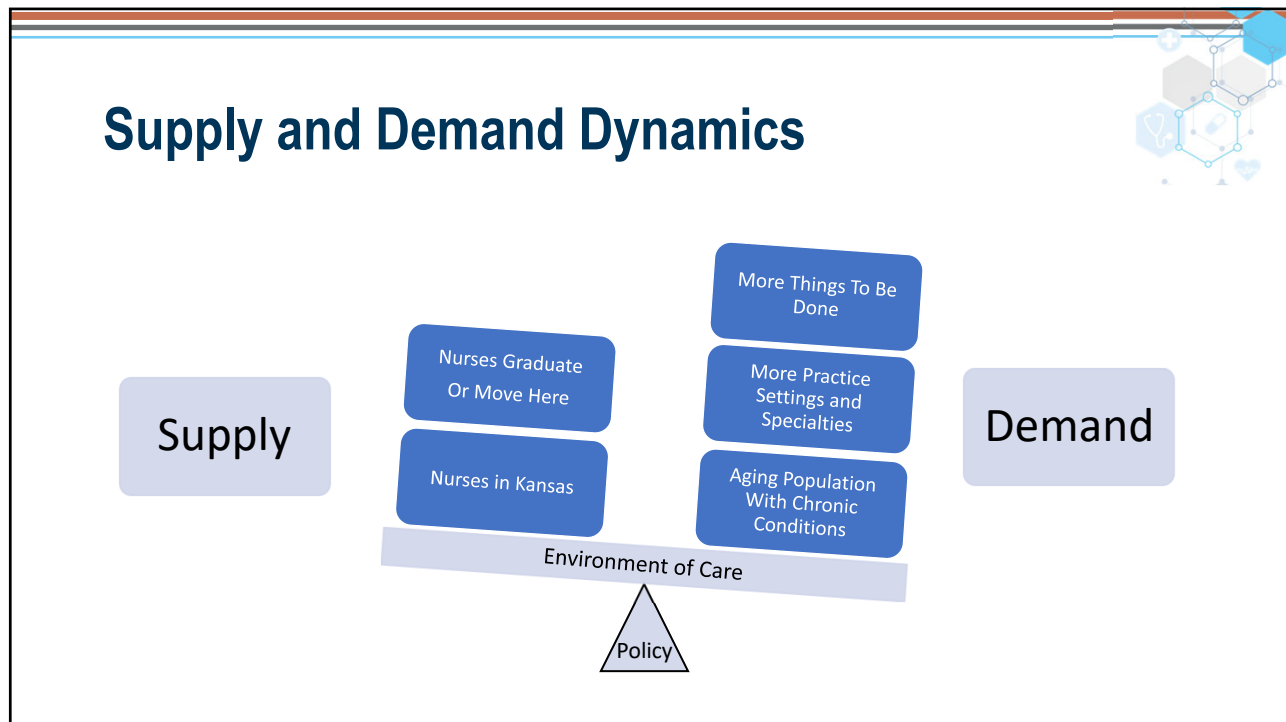 Supply and Demand Dynamics
Supply
Nurses Graduate
Or Move Here
Nurses in Kansas
More Things To Be
Done
More Practice
Settings and
Specialties
Aging Population
With Chronic
Conditions
Demand
Environment of Care
Policy